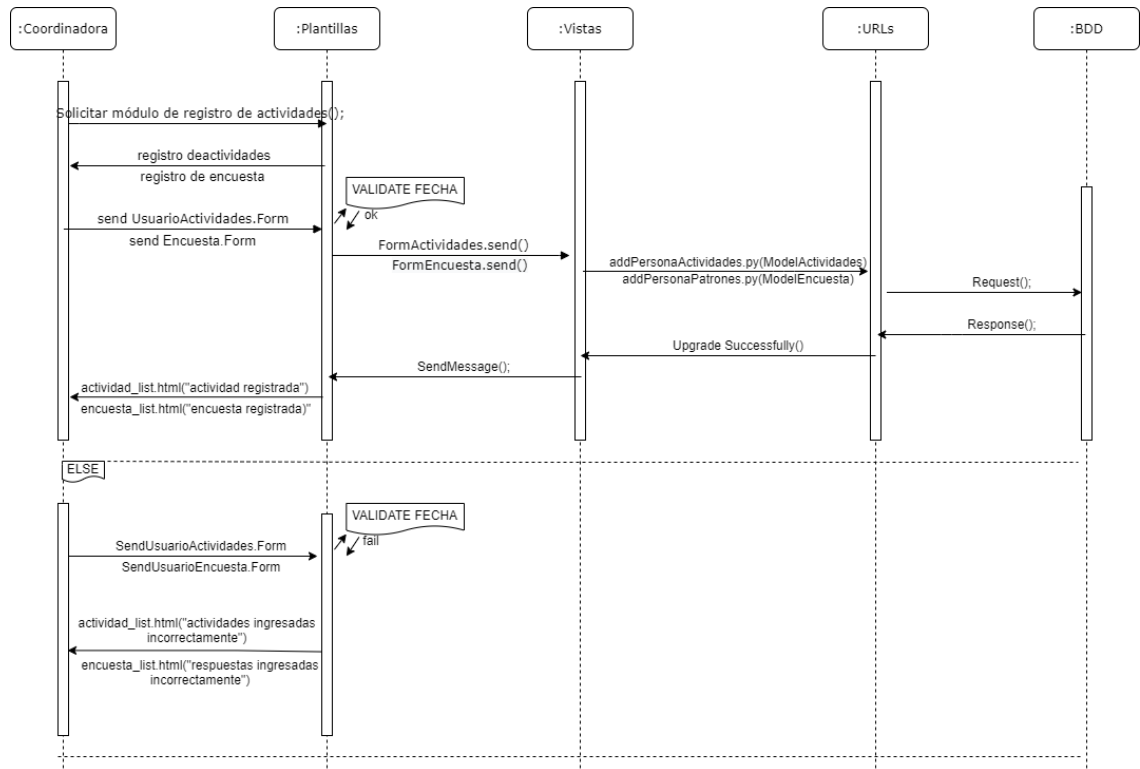 :Coordinadora
:Plantillas
:Vistas
:URLs
:BDD
Solicitar módulo de registro de actividades();
registro deactividades
registro de encuesta
VALIDATE FECHA
ok
send UsuarioActividades.Form
send Encuesta.Form
FormActividades.send()
FormEncuesta.send()
addPersonaActividades.py(ModelActividades)
addPersonaPatrones.py(ModelEncuesta)
Request();
Response();
Upgrade Successfully()
SendMessage();
actividad_list.html("actividad registrada")
encuesta_list.html("encuesta registrada)"
ELSE
VALIDATE FECHA
fail
SendUsuarioActividades.Form
SendUsuarioEncuesta.Form
actividad_list.html("actividades ingresadas
incorrectamente")
encuesta_list.html("respuestas ingresadas
incorrectamente")